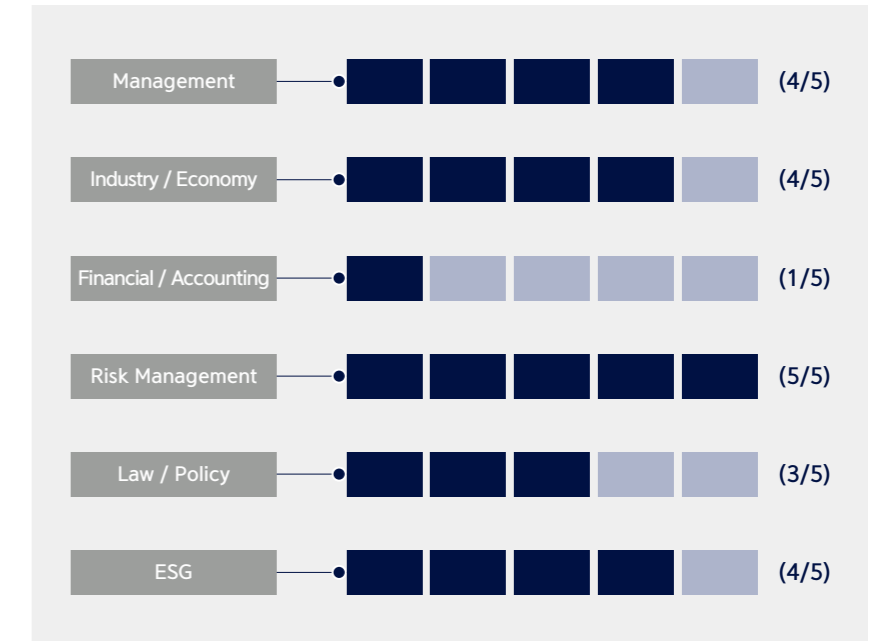 Management (4/5)
Industry / Economy (4/5)
Financial / Accounting (1/5)
Risk Management (5/5)
Law / Policy (3/5)
ESG (4/5)